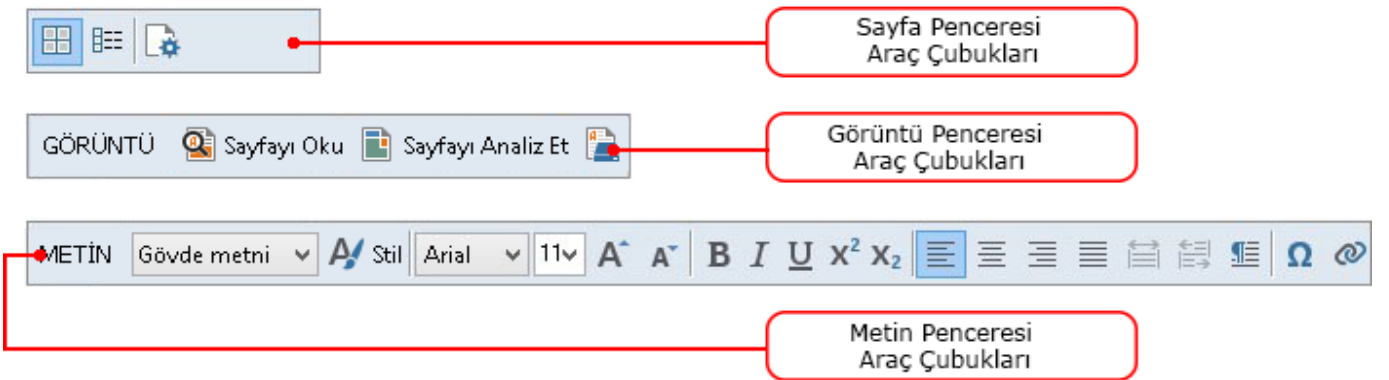 Sayfa Penceresi
Araç Çubukları
GÖRÜNTÜ Sayfayı Oku Sayfayı Analiz Et
Görüntü Penceresi
Araç Çubukları
METİN Gövde metni A Stil Arial 11 A A B I U X² X₂ Ω
Metin Penceresi
Araç Çubukları